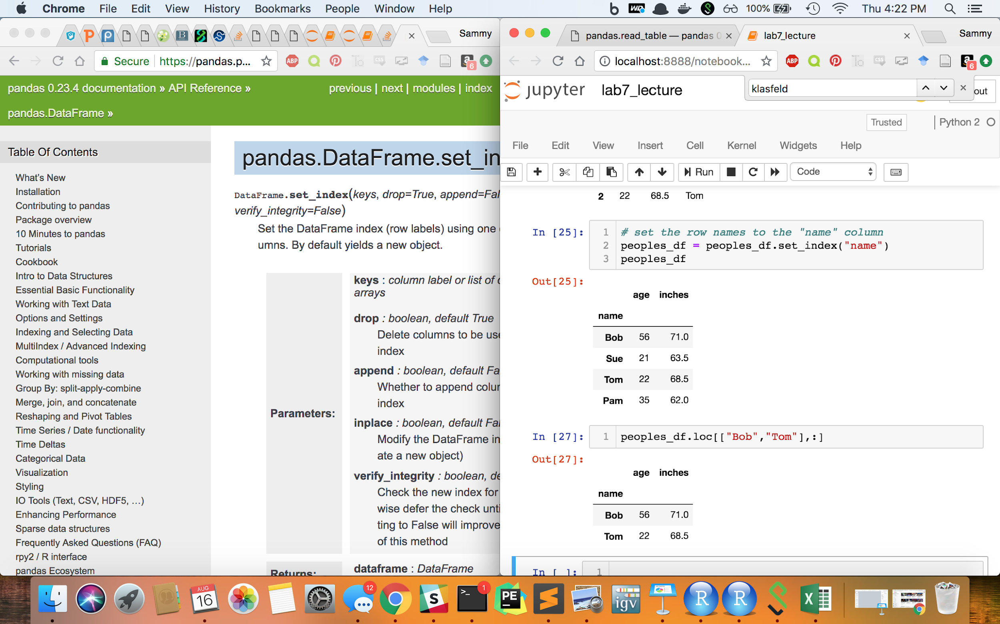 Chrome File Edit View History Bookmarks People Window Help
100% Thu 4:22 PM
Sammy
Secure https://pandas.p...
ABP
6
pandas 0.23.4 documentation » API Reference »
previous | next | modules | index
pandas.DataFrame »
Table Of Contents
What's New
Installation
Contributing to pandas
Package overview
10 Minutes to pandas
Tutorials
Cookbook
Intro to Data Structures
Essential Basic Functionality
Working with Text Data
Options and Settings
Indexing and Selecting Data
MultiIndex / Advanced Indexing
Computational tools
Working with missing data
Group By: split-apply-combine
Merge, join, and concatenate
Reshaping and Pivot Tables
Time Series / Date functionality
Time Deltas
Categorical Data
Visualization
Styling
IO Tools (Text, CSV, HDF5, …)
Enhancing Performance
Sparse data structures
Frequently Asked Questions (FAQ)
rpy2 / R interface
pandas Ecosystem
pandas.DataFrame.set_in
DataFrame.set_index(keys, drop=True, append=Fal
verify_integrity=False)
Set the DataFrame index (row labels) using one
umns. By default yields a new object.
Parameters:
keys : column label or list of
arrays
drop : boolean, default True
Delete columns to be use
index
append : boolean, default Fa
Whether to append colum
index
inplace : boolean, default Fal
Modify the DataFrame in
ate a new object)
verify_integrity : boolean, de
Check the new index for
wise defer the check unti
ting to False will improve
of this method
Returns:
dataframe : DataFrame
pandas.read_table — pandas 0
lab7_lecture
Sammy
localhost:8888/notebook...
ABP
6
jupyter lab7_lecture
klasfeld
out
Trusted
Python 2
File Edit View Insert Cell Kernel Widgets Help
Run
Code
2 22 68.5 Tom
In [25]:
1 # set the row names to the "name" column
2 peoples_df = peoples_df.set_index("name")
3 peoples_df
Out[25]:
age inches
name
Bob 56 71.0
Sue 21 63.5
Tom 22 68.5
Pam 35 62.0
In [27]:
1 peoples_df.loc[["Bob","Tom"],:]
Out[27]:
age inches
name
Bob 56 71.0
Tom 22 68.5
In [ ]:
1
AUG
16
12
S
>_
1
PE
igv
R
R
X